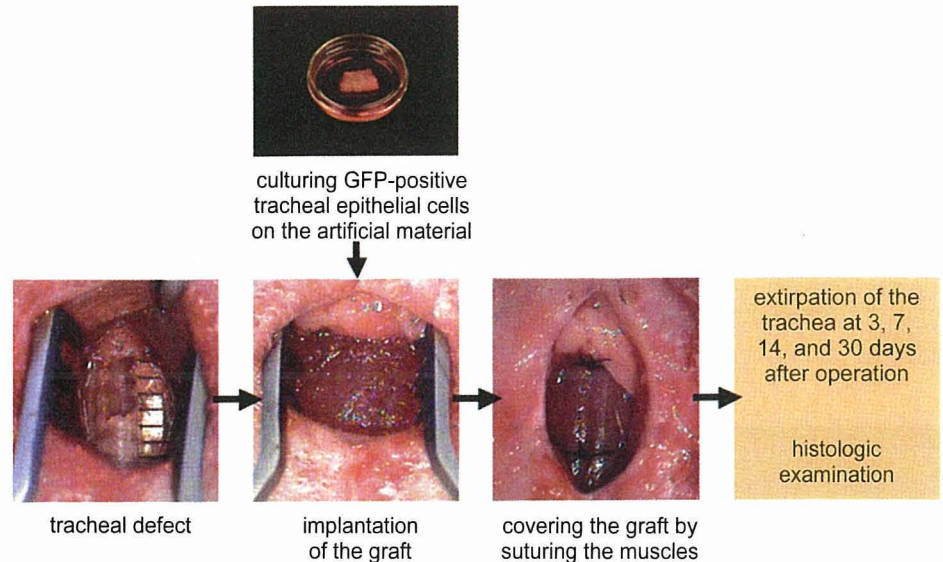 culturing GFP-positive
tracheal epithelial cells
on the artificial material
tracheal defect
implantation
of the graft
covering the graft by
suturing the muscles
extirpation of the
trachea at 3, 7,
14, and 30 days
after operation
histologic
examination